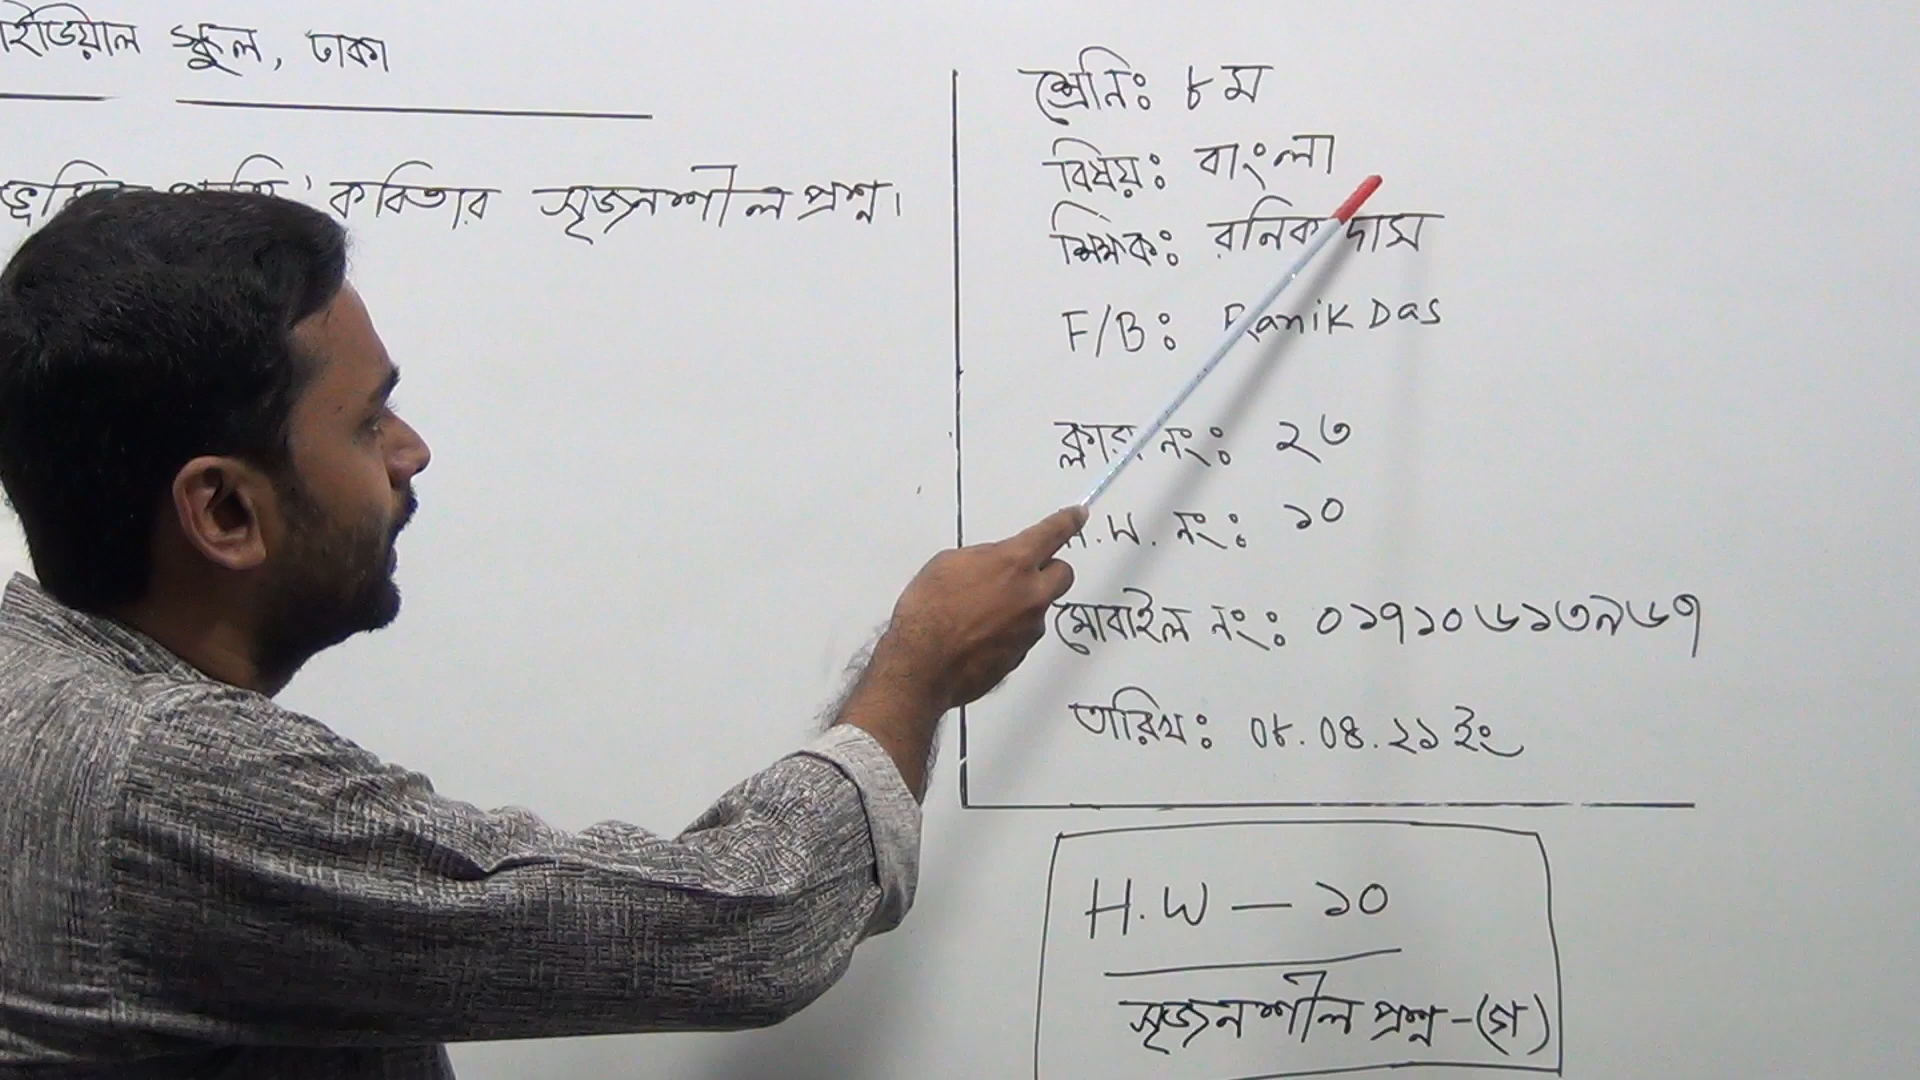 স্কুল, ঢাকা
কবিতার সৃজনশীল প্রশ্ন।
শ্রেনিঃ ৮ম
বিষয়ঃ বাংলা
শিক্ষকঃ রনিক দাস
F/B: Ranik Das
ক্লাস নং: ২৩
H.W. নং: ১০
মোবাইল নং: ০১৭১০৬১৩৯৬৭
তারিখ: ০৮.০৪.২১ইং
H.W — ১০
সৃজনশীল প্রশ্ন-(গ)